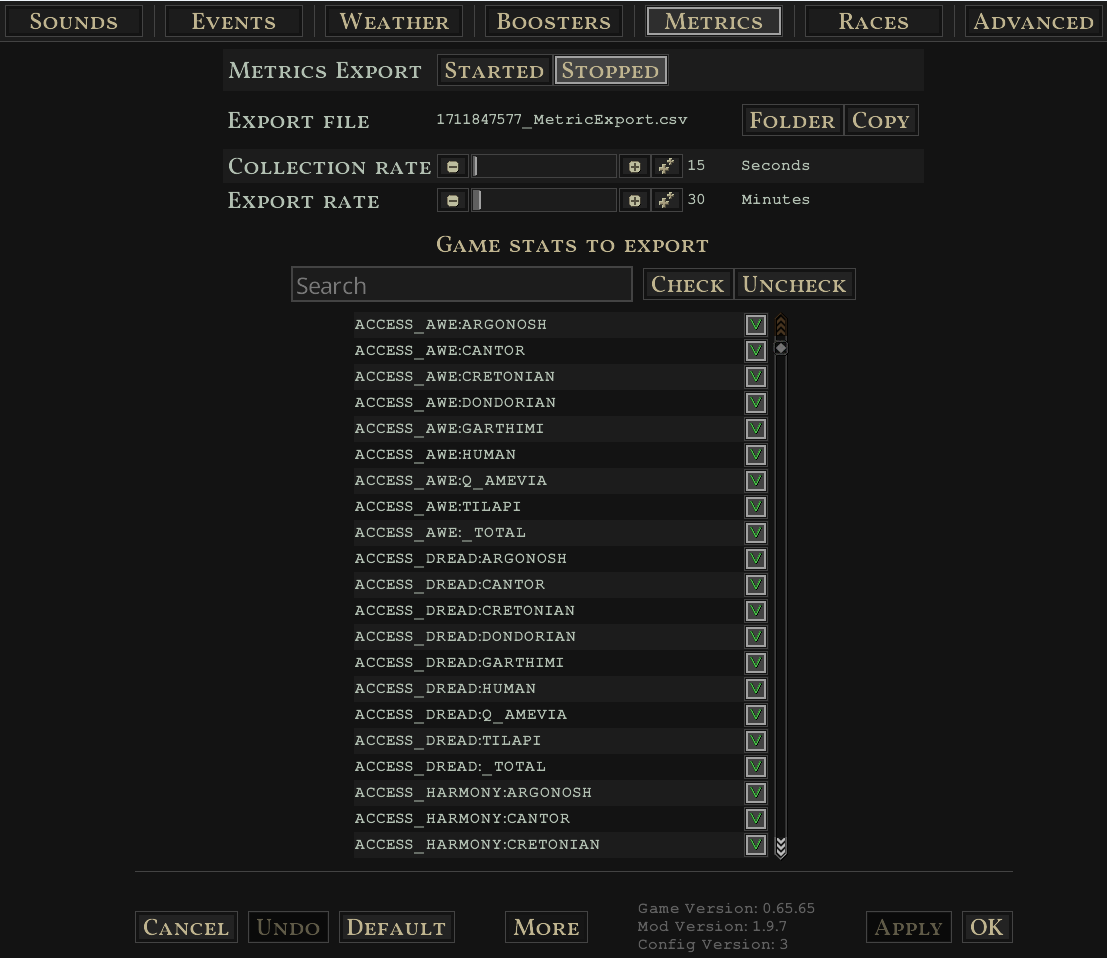 Sounds Events Weather Boosters Metrics Races Advanced
Metrics Export Started Stopped
Export file 1711847577_MetricExport.csv Folder Copy
Collection rate 15 Seconds
Export rate 30 Minutes
Game stats to export
Search Check Uncheck
ACCESS_AWE:ARGONOSH
ACCESS_AWE:CANTOR
ACCESS_AWE:CRETONIAN
ACCESS_AWE:DONDORIAN
ACCESS_AWE:GARTHIMI
ACCESS_AWE:HUMAN
ACCESS_AWE:Q_AMEVIA
ACCESS_AWE:TILAPI
ACCESS_AWE:_TOTAL
ACCESS_DREAD:ARGONOSH
ACCESS_DREAD:CANTOR
ACCESS_DREAD:CRETONIAN
ACCESS_DREAD:DONDORIAN
ACCESS_DREAD:GARTHIMI
ACCESS_DREAD:HUMAN
ACCESS_DREAD:Q_AMEVIA
ACCESS_DREAD:TILAPI
ACCESS_DREAD:_TOTAL
ACCESS_HARMONY:ARGONOSH
ACCESS_HARMONY:CANTOR
ACCESS_HARMONY:CRETONIAN
Cancel Undo Default More
Game Version: 0.65.65
Mod Version: 1.9.7
Config Version: 3
Apply OK